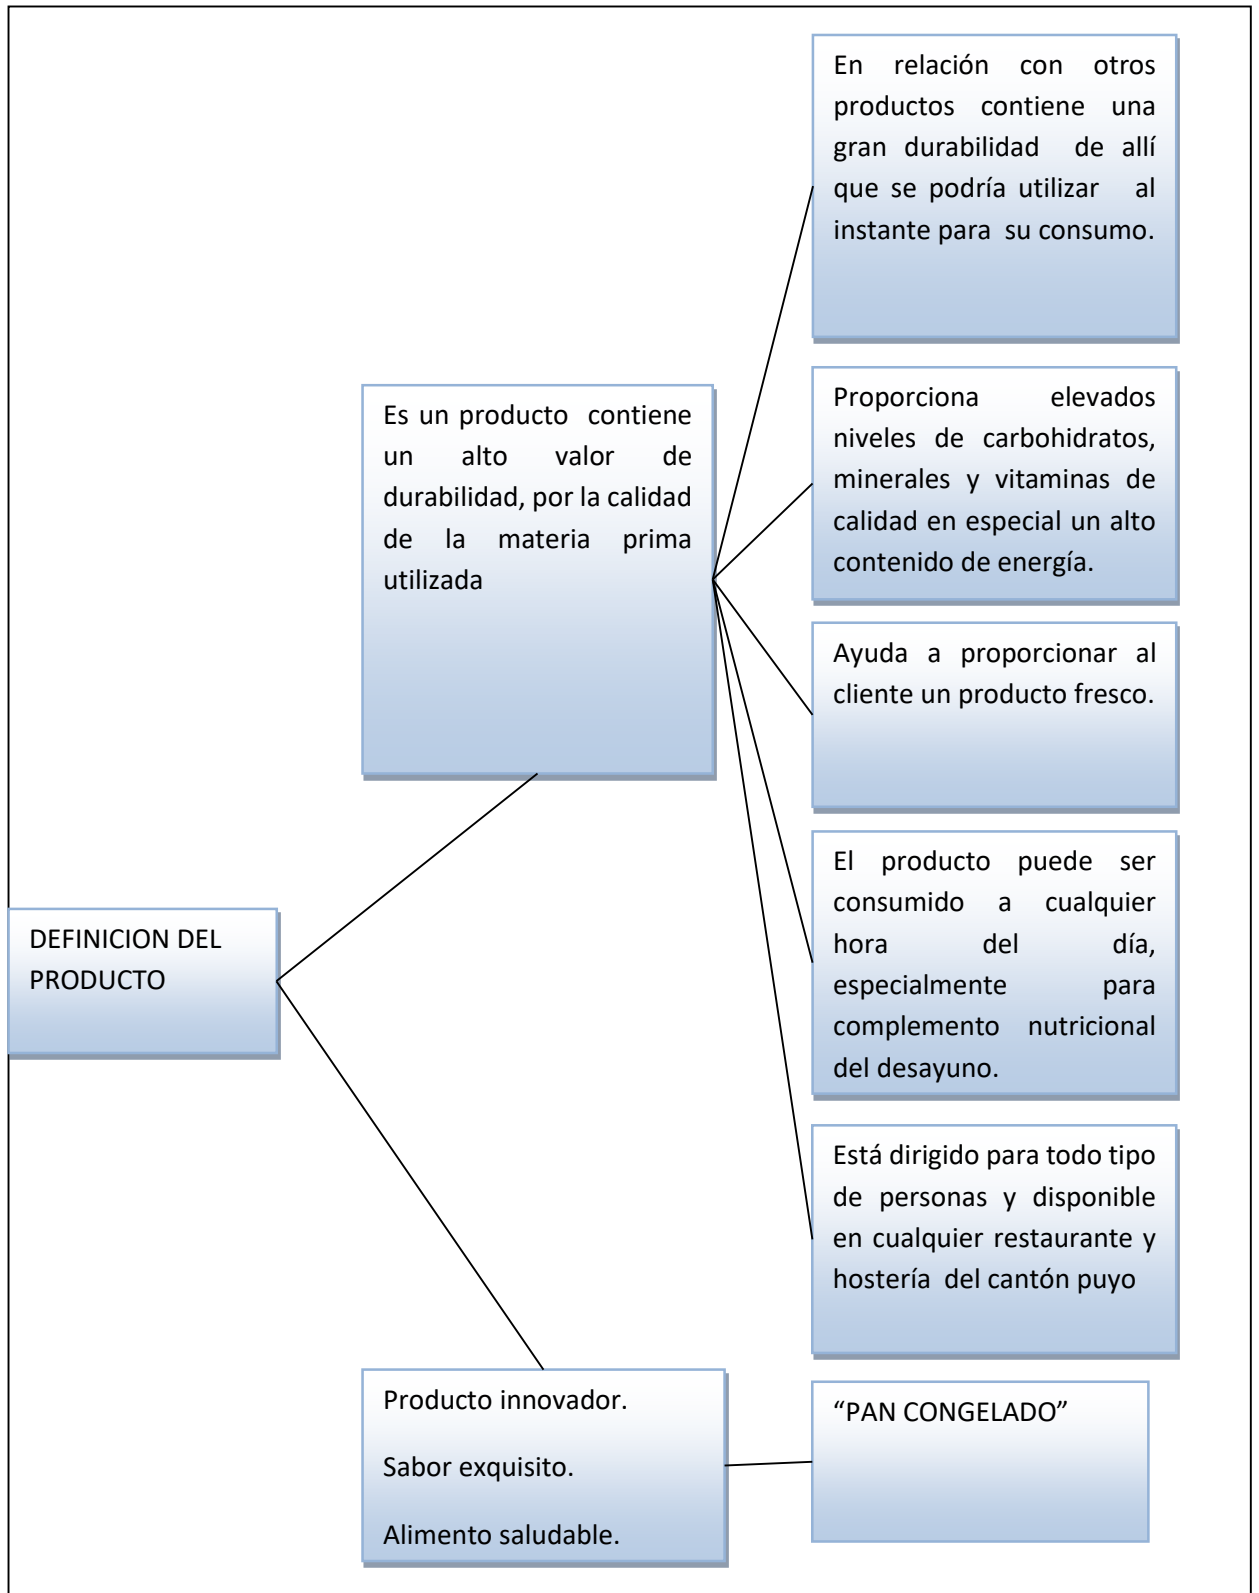 En relación con otros
productos contiene una
gran durabilidad de allí
que se podría utilizar al
instante para su consumo.
Es un producto contiene
un alto valor de
durabilidad, por la calidad
de la materia prima
utilizada
Proporciona elevados
niveles de carbohidratos,
minerales y vitaminas de
calidad en especial un alto
contenido de energía.
Ayuda a proporcionar al
cliente un producto fresco.
El producto puede ser
consumido a cualquier
hora del día,
especialmente para
complemento nutricional
del desayuno.
DEFINICION DEL
PRODUCTO
Está dirigido para todo tipo
de personas y disponible
en cualquier restaurante y
hostería del cantón puyo
Producto innovador.
Sabor exquisito.
Alimento saludable.
“PAN CONGELADO”